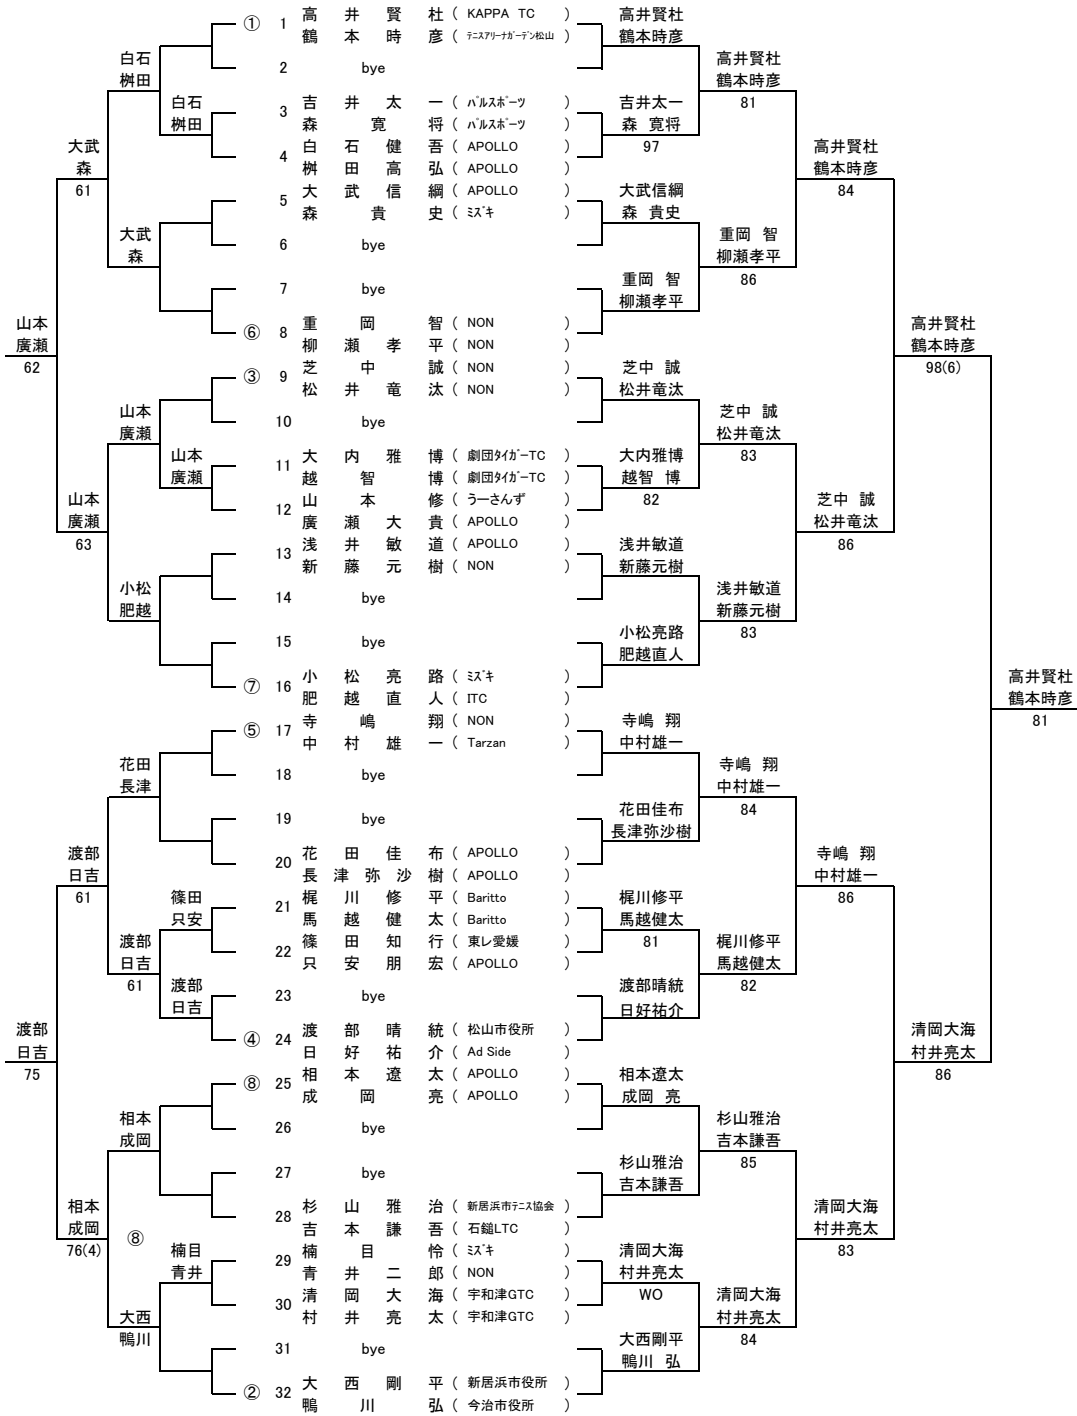 ① 1 高井賢杜 ( KAPPA TC )
鶴本時彦 ( テニスアリーナガーデン松山 )
2 bye
3 吉井太一 ( パルスポーツ )
森寛将 ( パルスポーツ )
4 白石健吾 ( APOLLO )
桝田高弘 ( APOLLO )
5 大武信綱 ( APOLLO )
森貴史 ( ミズキ )
6 bye
7 bye
⑥ 8 重岡智 ( NON )
柳瀬孝平 ( NON )
③ 9 芝中誠 ( NON )
松井竜汰 ( NON )
10 bye
11 大内雅博 ( 劇団タイガーTC )
越智博 ( 劇団タイガーTC )
12 山本修 ( うーさんず )
廣瀬大貴 ( APOLLO )
13 浅井敏道 ( APOLLO )
新藤元樹 ( NON )
14 bye
15 bye
⑦ 16 小松亮路 ( ミズキ )
肥越直人 ( ITC )
⑤ 17 寺嶋翔 ( NON )
中村雄一 ( Tarzan )
18 bye
19 bye
20 花田佳布 ( APOLLO )
長津弥沙樹 ( APOLLO )
21 梶川修平 ( Baritto )
馬越健太 ( Baritto )
22 篠田知行 ( 東レ愛媛 )
只安朋宏 ( APOLLO )
23 bye
④ 24 渡部晴統 ( 松山市役所 )
日好祐介 ( Ad Side )
⑧ 25 相本遼太 ( APOLLO )
成岡亮 ( APOLLO )
26 bye
27 bye
28 杉山雅治 ( 新居浜市テニス協会 )
吉本謙吾 ( 石鎚LTC )
29 楠目怜 ( ミズキ )
青井二郎 ( NON )
30 清岡大海 ( 宇和津GTC )
村井亮太 ( 宇和津GTC )
31 bye
② 32 大西剛平 ( 新居浜市役所 )
鴨川弘 ( 今治市役所 )
高井賢杜
鶴本時彦
吉井太一
森 寛将
97
大武信綱
森 貴史
重岡 智
柳瀬孝平
芝中 誠
松井竜汰
大内雅博
越智 博
82
浅井敏道
新藤元樹
小松亮路
肥越直人
寺嶋 翔
中村雄一
花田佳布
長津弥沙樹
梶川修平
馬越健太
81
渡部晴統
日好祐介
相本遼太
成岡 亮
杉山雅治
吉本謙吾
清岡大海
村井亮太
WO
大西剛平
鴨川 弘
高井賢杜
鶴本時彦
81
重岡 智
柳瀬孝平
86
芝中 誠
松井竜汰
83
浅井敏道
新藤元樹
83
寺嶋 翔
中村雄一
84
梶川修平
馬越健太
82
杉山雅治
吉本謙吾
85
清岡大海
村井亮太
84
高井賢杜
鶴本時彦
84
芝中 誠
松井竜汰
86
寺嶋 翔
中村雄一
86
清岡大海
村井亮太
83
高井賢杜
鶴本時彦
98(6)
清岡大海
村井亮太
86
高井賢杜
鶴本時彦
81
白石
桝田
山本
廣瀬
篠田
只安
渡部
日吉
楠目
青井
白石
桝田
大武
森
山本
廣瀬
小松
肥越
花田
長津
渡部
日吉
61
相本
成岡
⑧
大西
鴨川
大武
森
61
山本
廣瀬
63
渡部
日吉
61
相本
成岡
76(4)
山本
廣瀬
62
渡部
日吉
75